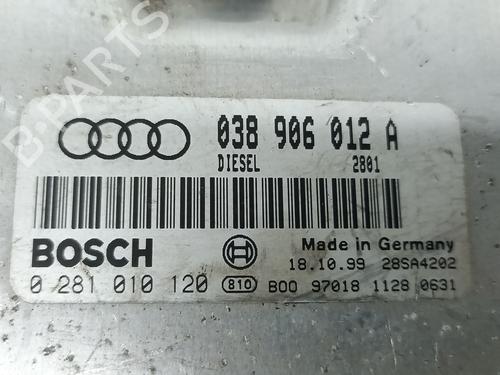 038 906 012 A
DIESEL 2801
BOSCH
Made in Germany
18.10.99 28SA4202
0 281 010 120 810 B00 97018 1128 0631
B-PARTS